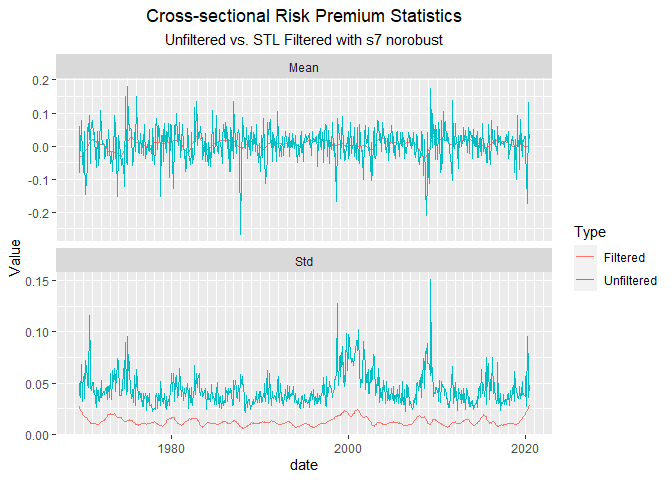 Cross-sectional Risk Premium Statistics
Unfiltered vs. STL Filtered with s7 norobust
Mean
0.2
0.1
0.0
-0.1
-0.2
Std
0.15
0.10
0.05
0.00
1980
2000
2020
date
Value
Type
Filtered
Unfiltered